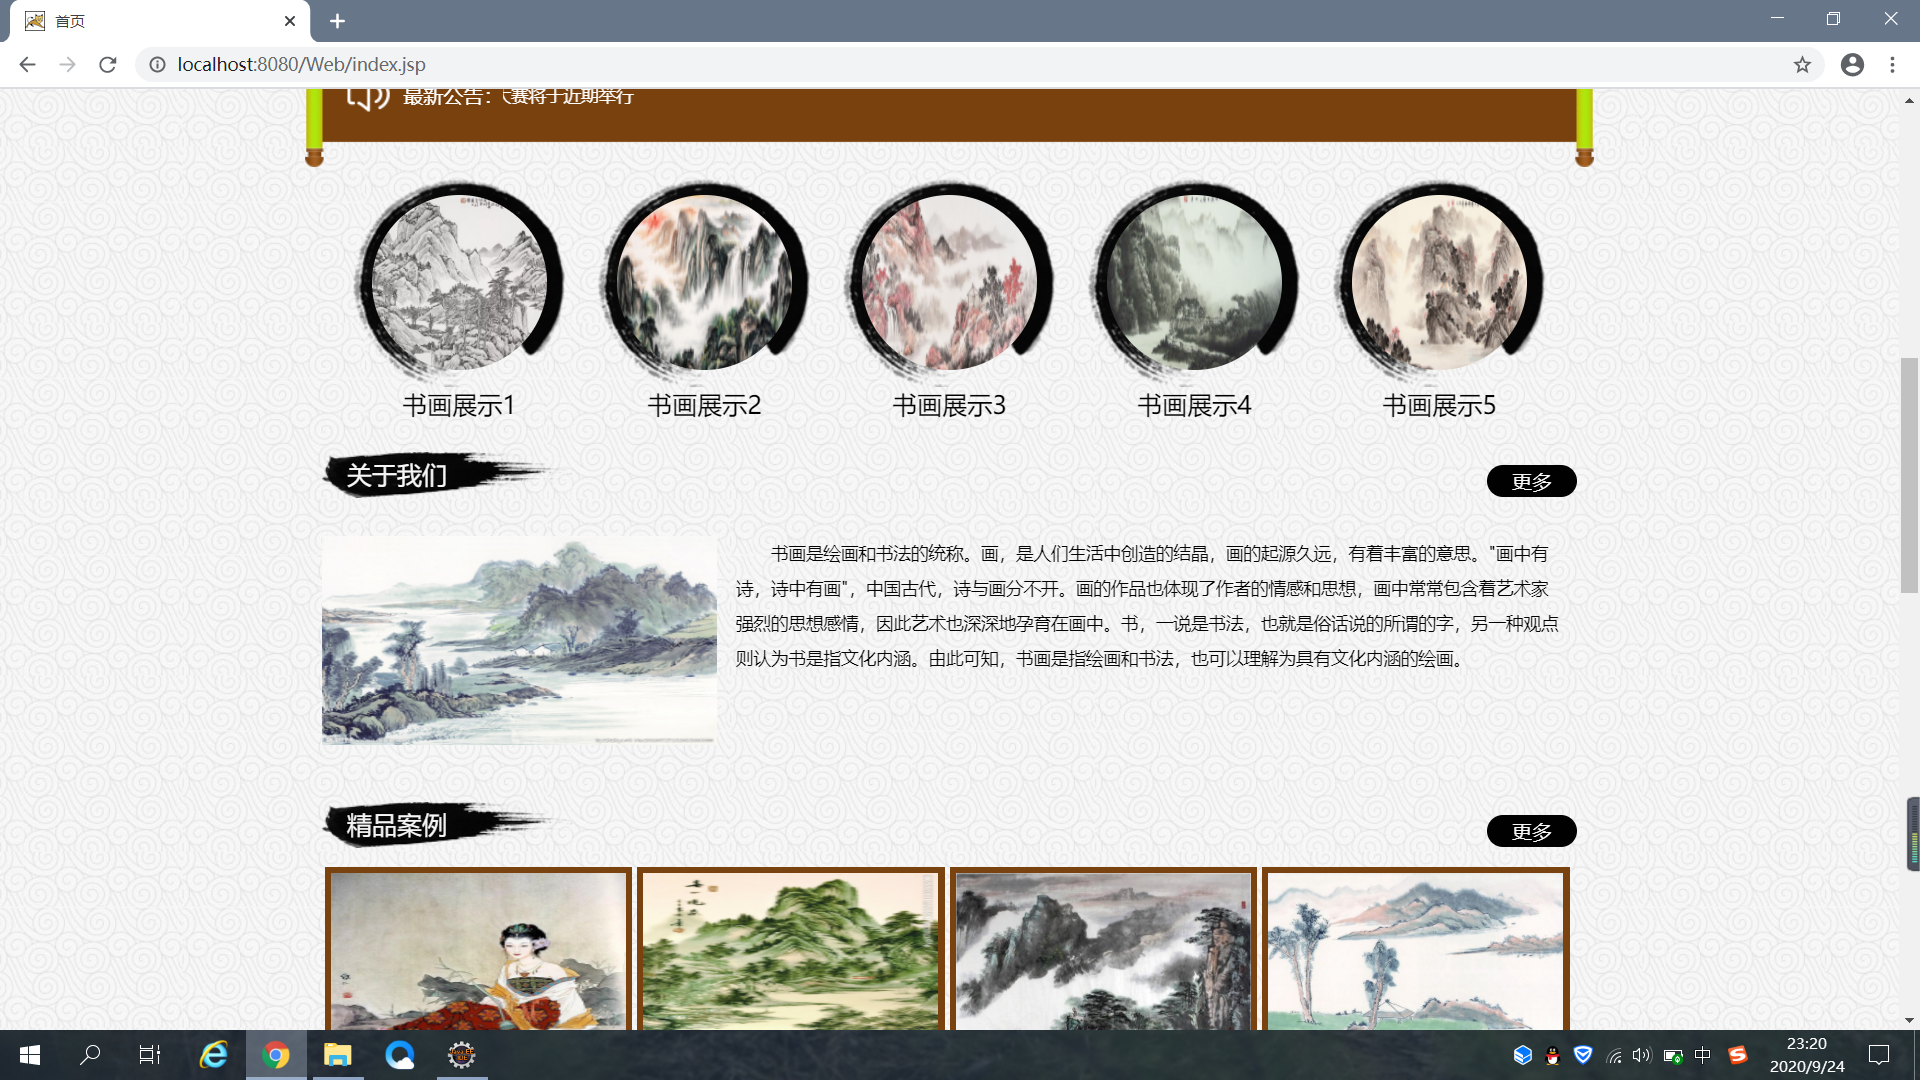 首页
localhost:8080/Web/index.jsp
最新公告：
赛将于近期举行
书画展示1
书画展示2
书画展示3
书画展示4
书画展示5
关于我们
更多
书画是绘画和书法的统称。画，是人们生活中创造的结晶，画的起源久远，有着丰富的意思。"画中有
诗，诗中有画"，中国古代，诗与画分不开。画的作品也体现了作者的情感和思想，画中常常包含着艺术家
强烈的思想感情，因此艺术也深深地孕育在画中。书，一说是书法，也就是俗话说的所谓的字，另一种观点
则认为书是指文化内涵。由此可知，书画是指绘画和书法，也可以理解为具有文化内涵的绘画。
精品案例
更多
中
23:20
2020/9/24